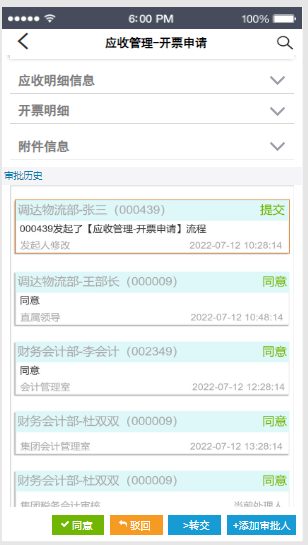 6:00 PM
100%
应收管理-开票申请
应收明细信息
开票明细
附件信息
审批历史
调达物流部-张三（000439） 提交
000439发起了【应收管理-开票申请】流程
发起人修改 2022-07-12 10:28:14
调达物流部-王部长（000009） 同意
同意
直属领导 2022-07-12 10:48:14
财务会计部-李会计（002349） 同意
同意
会计管理室 2022-07-12 12:28:14
财务会计部-杜双双（000009） 同意
集团会计管理室 2022-07-12 13:28:14
财务会计部-杜双双（000009） 同意
集团税务会计审核 当前处理人
同意
驳回
>转交
+添加审批人